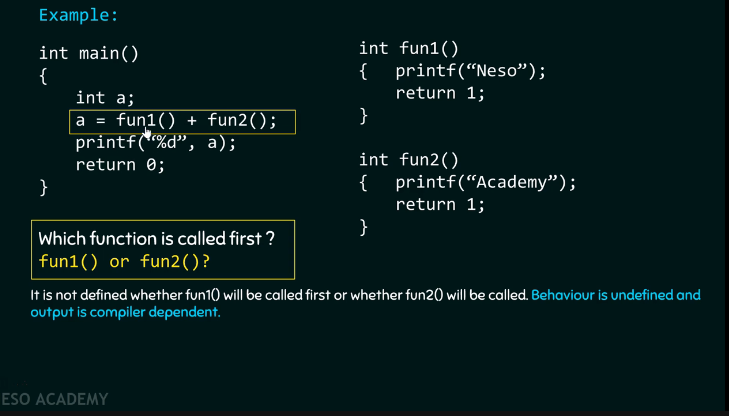 Example:
int main()
{
int a;
a = fun1() + fun2();
printf(“%d”, a);
return 0;
}
int fun1()
{ printf(“Neso”);
return 1;
}
int fun2()
{ printf(“Academy”);
return 1;
}
Which function is called first ?
fun1() or fun2()?
It is not defined whether fun1() will be called first or whether fun2() will be called. Behaviour is undefined and
output is compiler dependent.
ESO ACADEMY